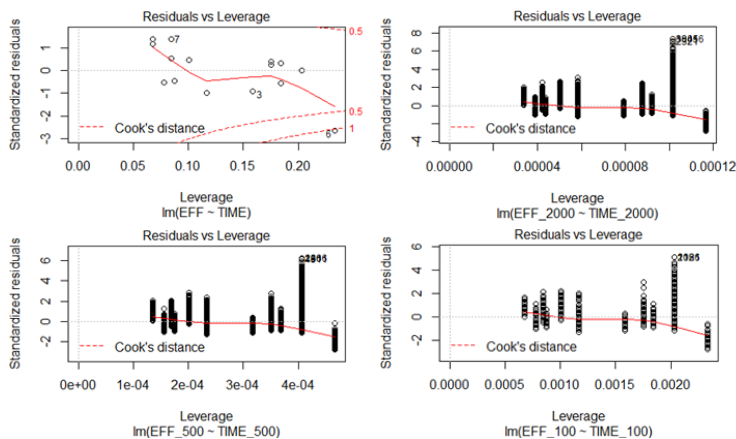 Residuals vs Leverage
Standardized residuals
1
0
-1
-2
-3
7
3
0.5
0.5
1
Cook's distance
0.00
0.05
0.10
0.15
0.20
Leverage
lm(EFF ~ TIME)
Residuals vs Leverage
Standardized residuals
8
6
4
2
0
-4
Cook's distance
0.00000
0.00004
0.00008
0.00012
Leverage
lm(EFF_2000 ~ TIME_2000)
Residuals vs Leverage
Standardized residuals
6
4
2
0
-2
Cook's distance
0e+00
1e-04
2e-04
3e-04
4e-04
Leverage
lm(EFF_500 ~ TIME_500)
Residuals vs Leverage
Standardized residuals
6
4
2
0
-2
Cook's distance
0.0000
0.0005
0.0010
0.0015
0.0020
Leverage
lm(EFF_100 ~ TIME_100)